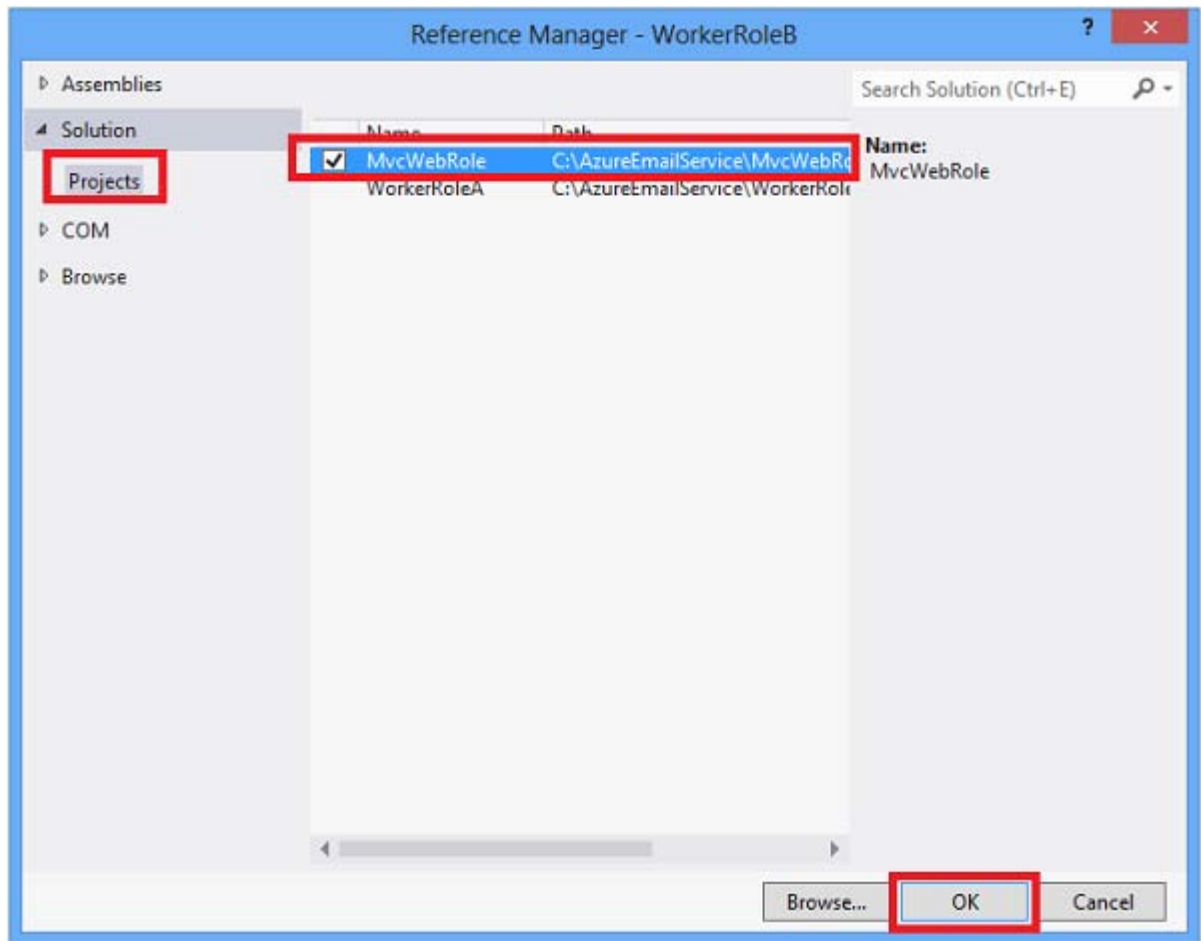 Reference Manager - WorkerRoleB ?
Assemblies
Search Solution (Ctrl+E)
Solution
Projects
COM
Browse
Name Path
MvcWebRole C:\AzureEmailService\MvcWebRo
WorkerRoleA C:\AzureEmailService\WorkerRole
Name:
MvcWebRole
Browse... OK Cancel